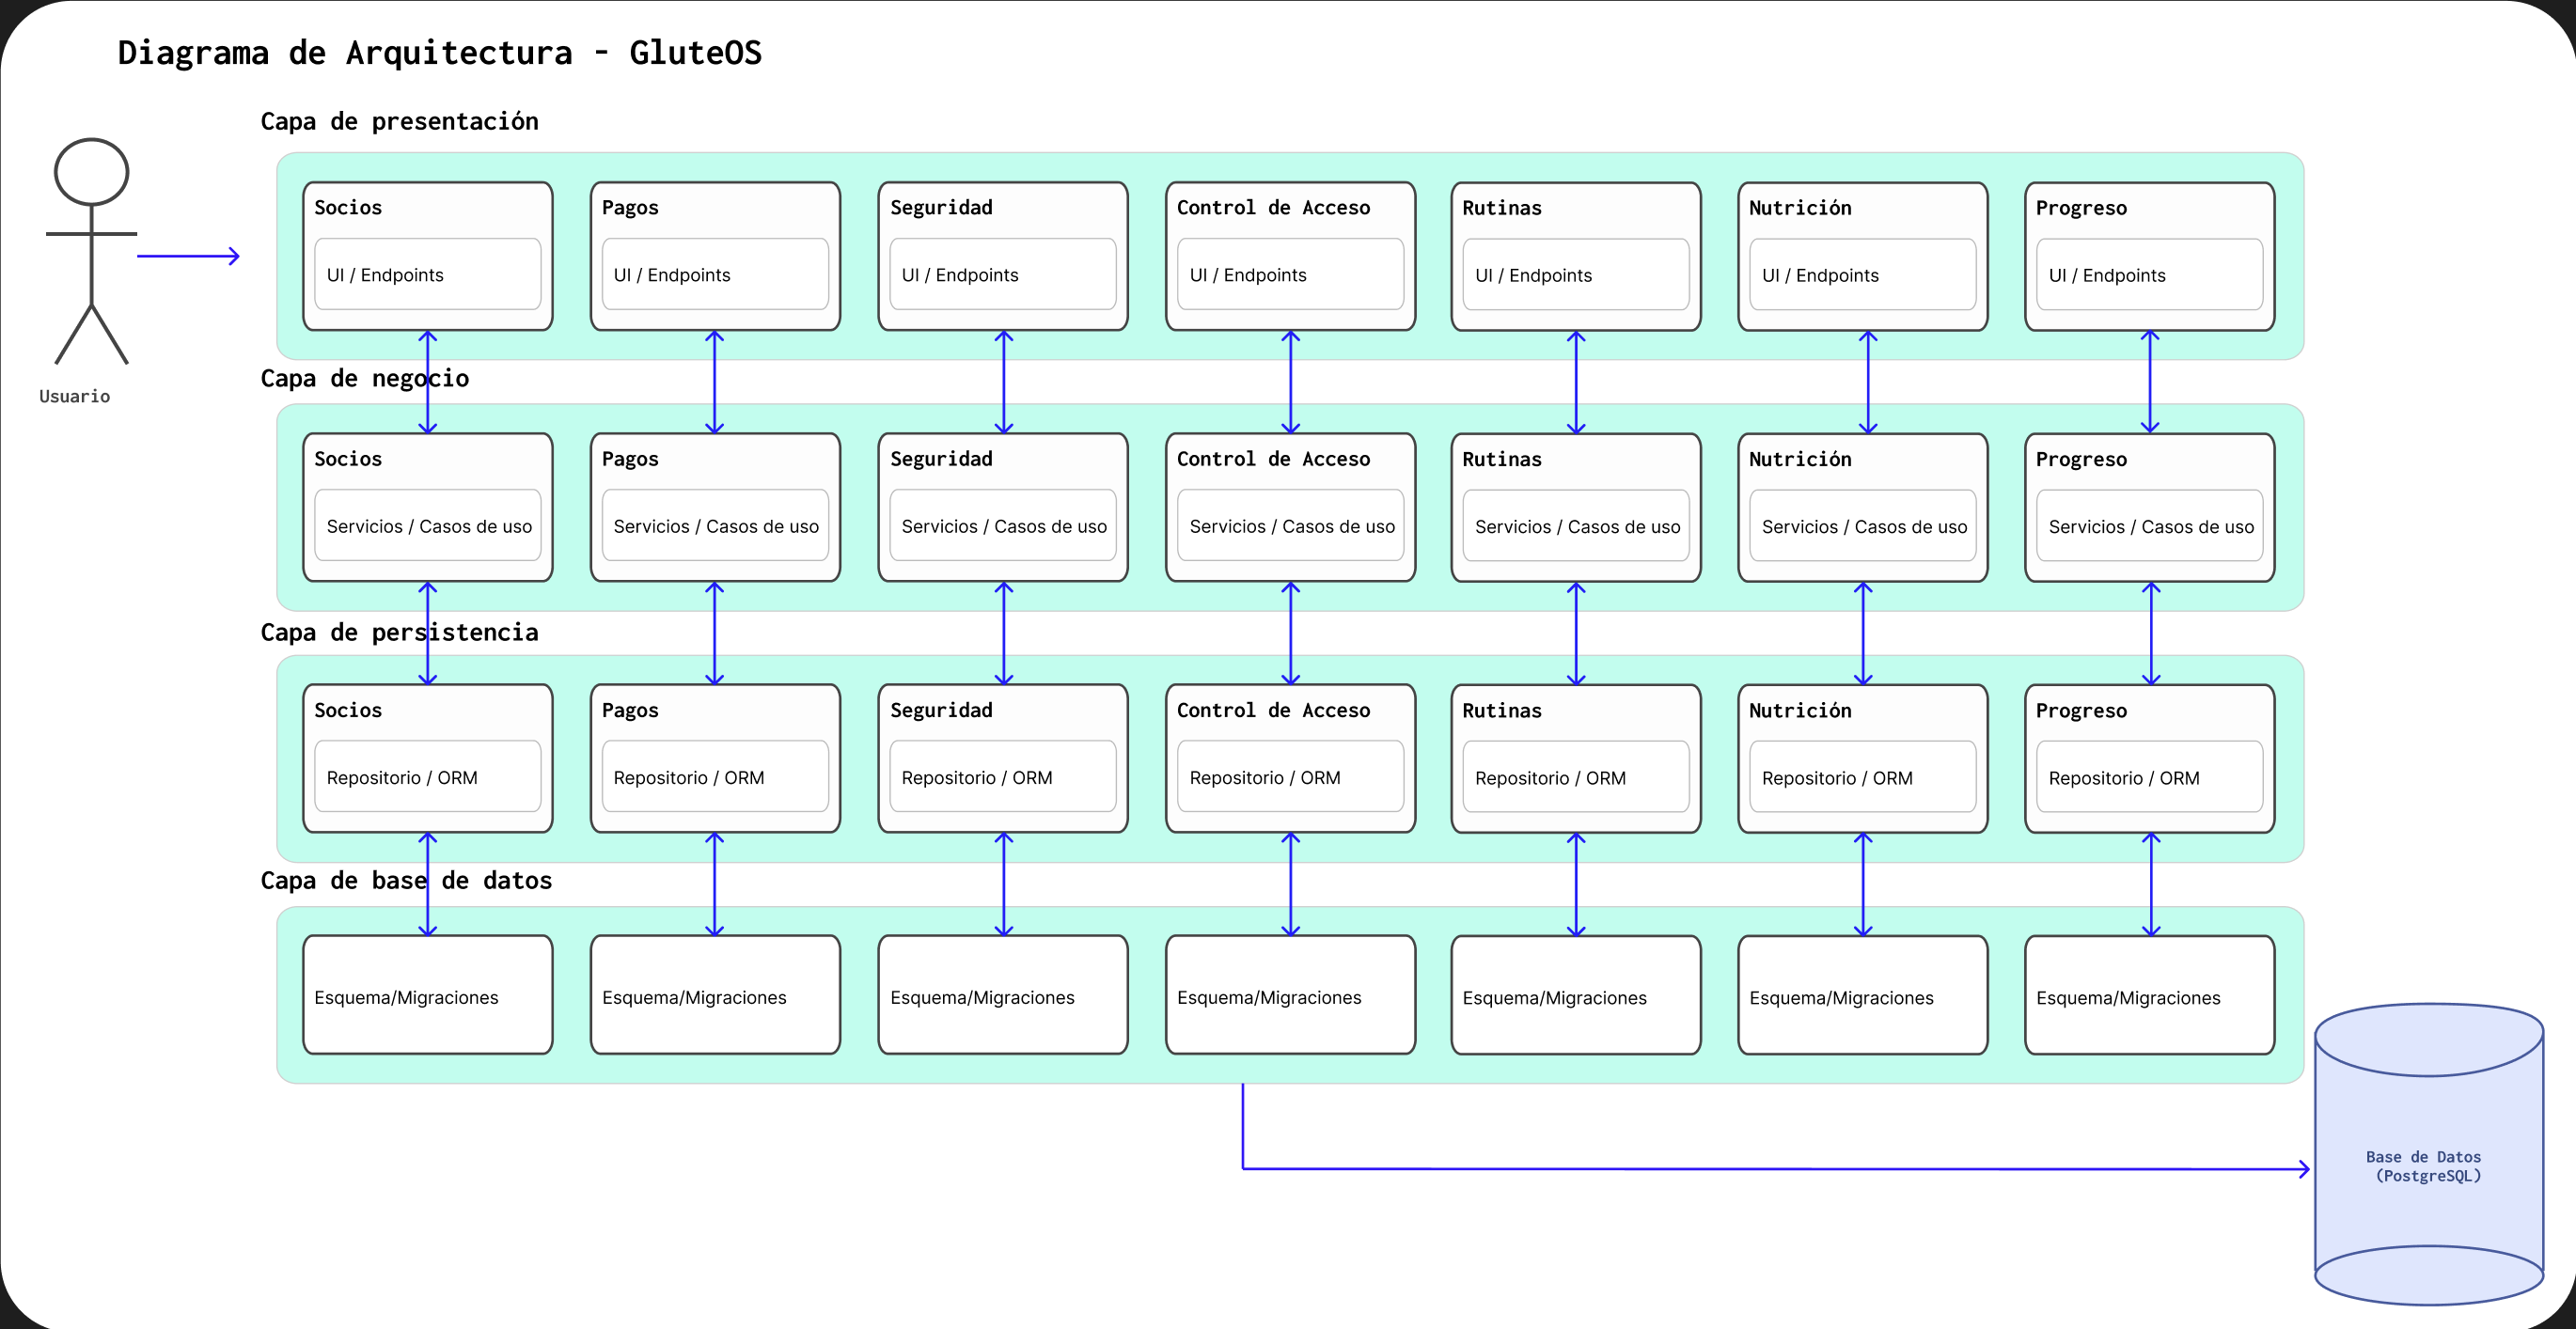 Diagrama de Arquitectura - GluteOS
Capa de presentación
Usuario
Socios
Pagos
Seguridad
Control de Acceso
Rutinas
Nutrición
Progreso
UI / Endpoints
UI / Endpoints
UI / Endpoints
UI / Endpoints
UI / Endpoints
UI / Endpoints
UI / Endpoints
Capa de negocio
Socios
Pagos
Seguridad
Control de Acceso
Rutinas
Nutrición
Progreso
Servicios / Casos de uso
Servicios / Casos de uso
Servicios / Casos de uso
Servicios / Casos de uso
Servicios / Casos de uso
Servicios / Casos de uso
Servicios / Casos de uso
Capa de persistencia
Socios
Pagos
Seguridad
Control de Acceso
Rutinas
Nutrición
Progreso
Repositorio / ORM
Repositorio / ORM
Repositorio / ORM
Repositorio / ORM
Repositorio / ORM
Repositorio / ORM
Repositorio / ORM
Capa de base de datos
Esquema/Migraciones
Esquema/Migraciones
Esquema/Migraciones
Esquema/Migraciones
Esquema/Migraciones
Esquema/Migraciones
Esquema/Migraciones
Base de Datos
(PostgreSQL)